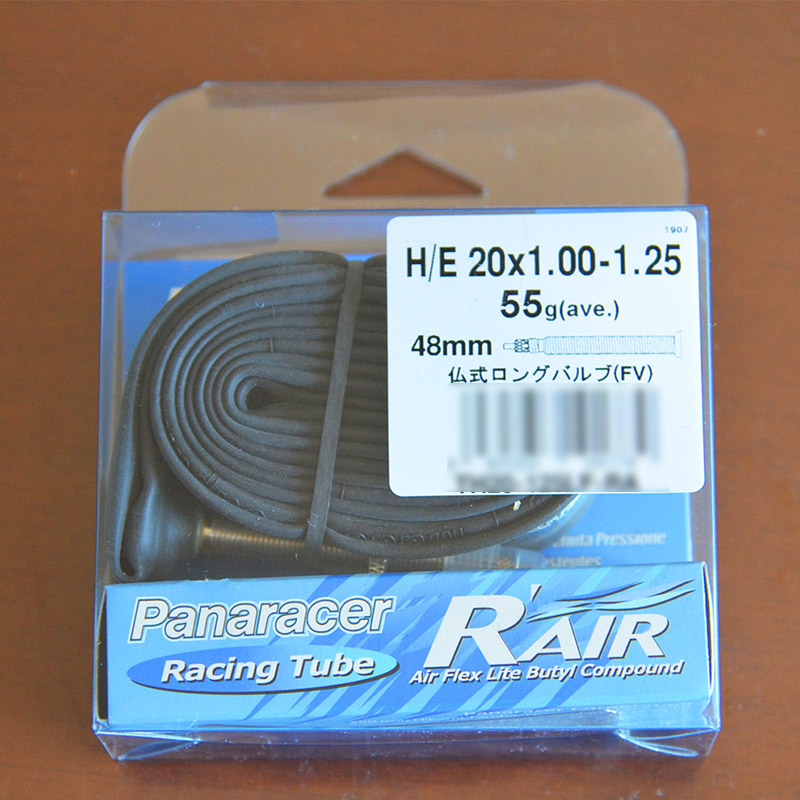 1907
H/E 20x1.00-1.25
55g(ave.)
48mm
仏式ロングバルブ(FV)
Pressione
Panaracer
Racing Tube
R'AIR
Air Flex Lite Butyl Compound